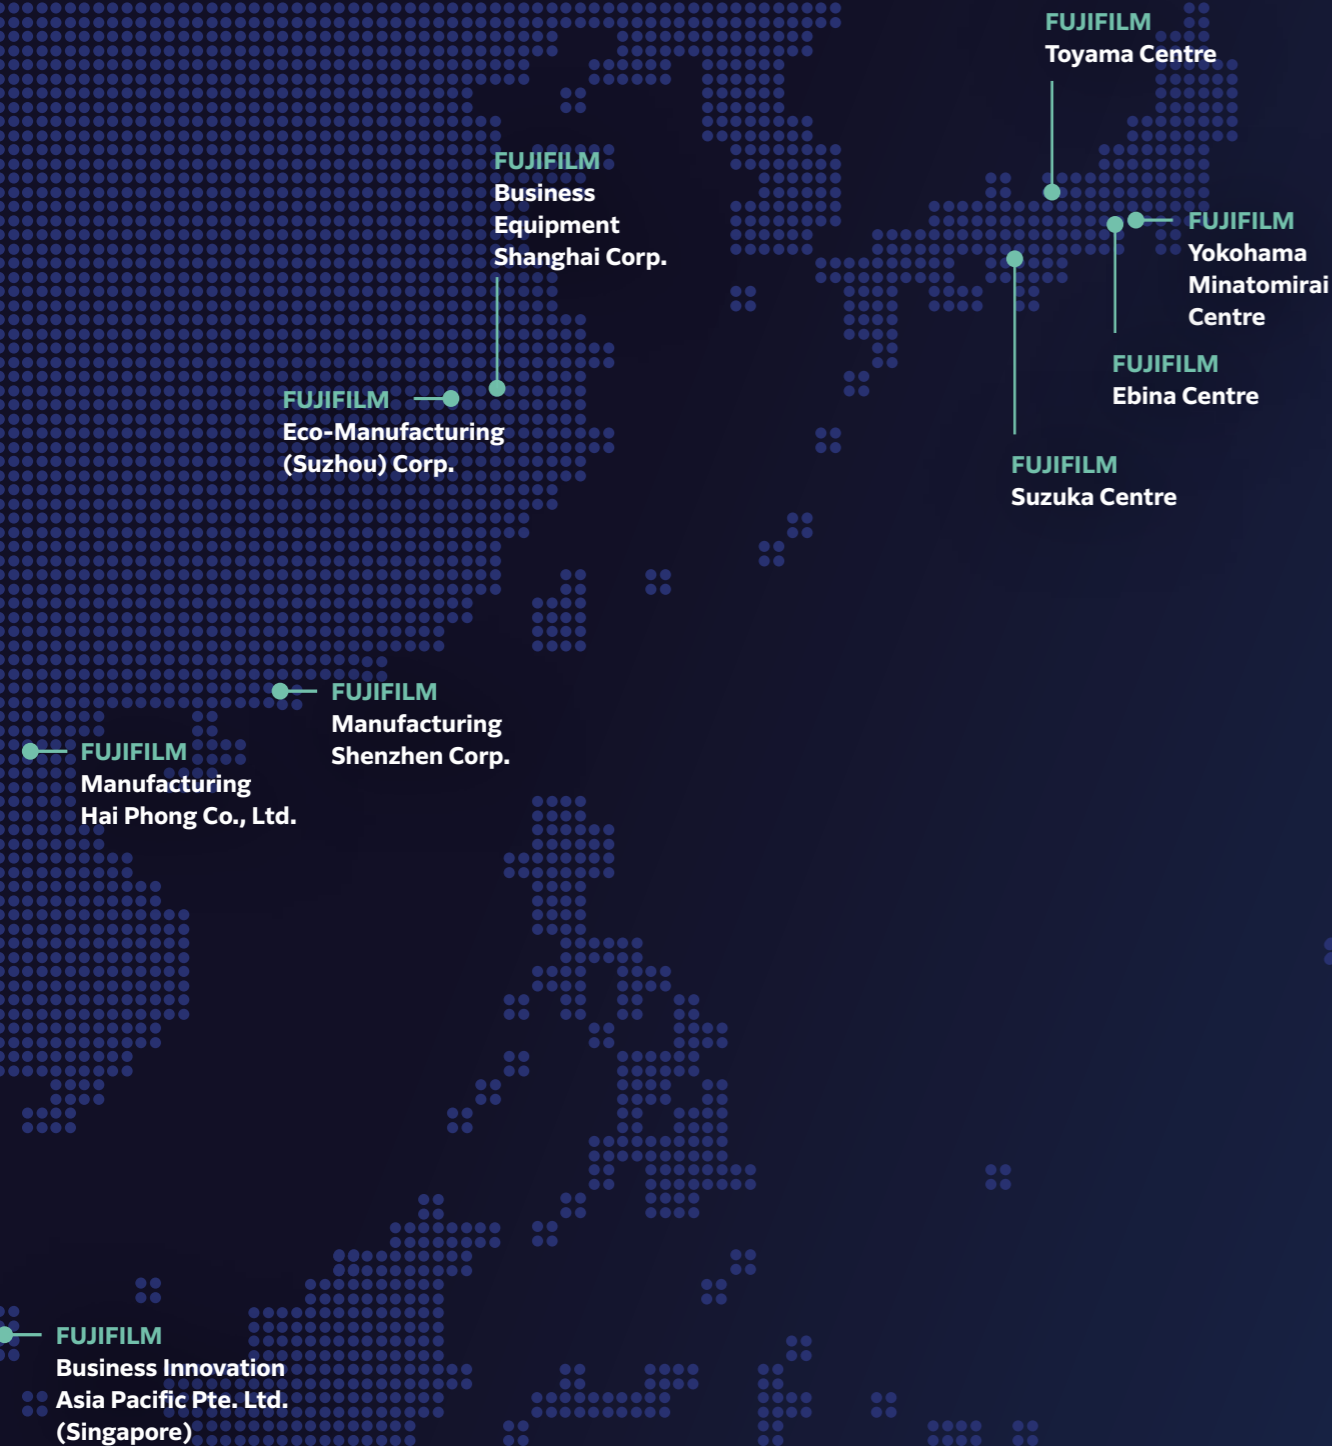 FUJIFILM
Toyama Centre
FUJIFILM
Business
Equipment
Shanghai Corp.
FUJIFILM
Yokohama
Minatomirai
Centre
FUJIFILM
Ebina Centre
FUJIFILM
Eco-Manufacturing
(Suzhou) Corp.
FUJIFILM
Suzuka Centre
FUJIFILM
Manufacturing
Shenzhen Corp.
FUJIFILM
Manufacturing
Hai Phong Co., Ltd.
FUJIFILM
Business Innovation
Asia Pacific Pte. Ltd.
(Singapore)